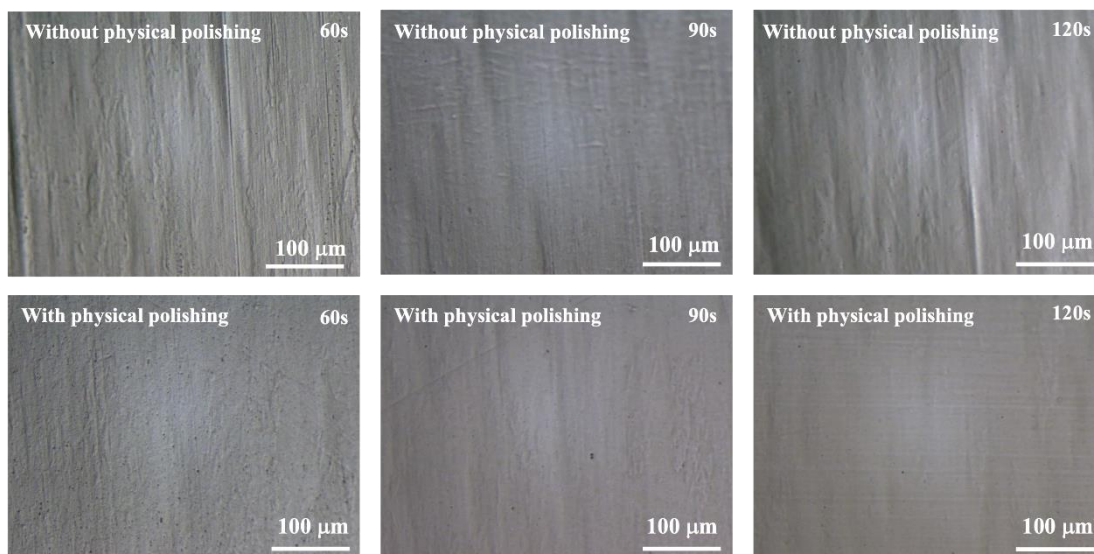 Without physical polishing 60s
100 μm
Without physical polishing 90s
100 μm
Without physical polishing 120s
100 μm
With physical polishing 60s
100 μm
With physical polishing 90s
100 μm
With physical polishing 120s
100 μm